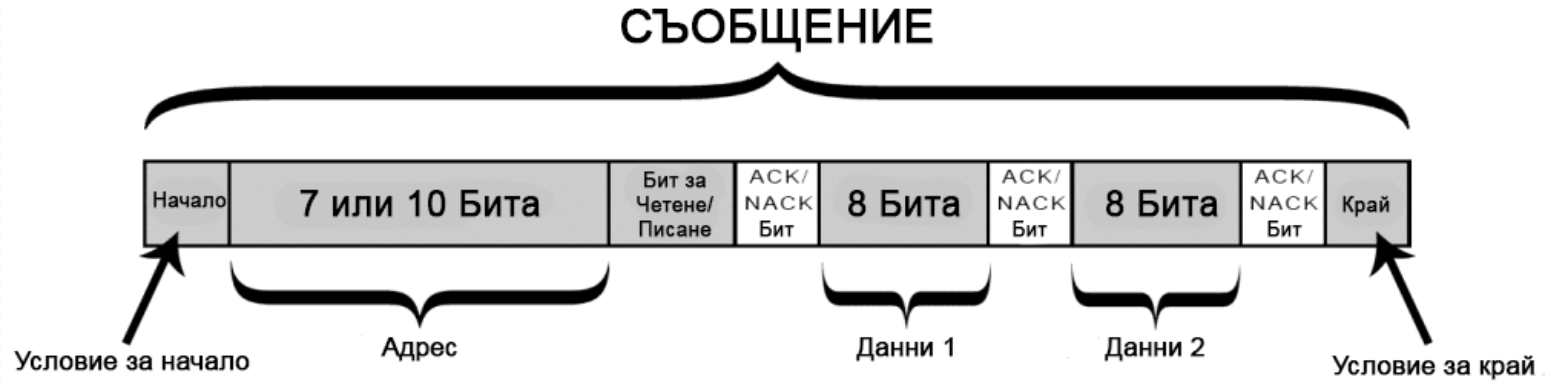 СЪОБЩЕНИЕ
Начало
7 или 10 Бита
Бит за
Четене/
Писане
ACK/
NACK
Бит
8 Бита
ACK/
NACK
Бит
8 Бита
ACK/
NACK
Бит
Край
Условие за начало
Адрес
Данни 1
Данни 2
Условие за край